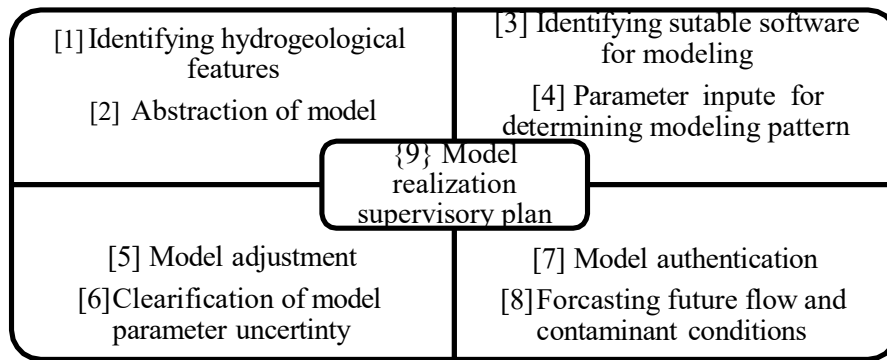 [1] Identifying hydrogeological
features
[2] Abstraction of model
[3] Identifying sutable software
for modeling
[4] Parameter inpute for
determining modeling pattern
{9} Model
realization
supervisory plan
[5] Model adjustment
[6]Clearification of model
parameter uncertinty
[7] Model authentication
[8]Forcasting future flow and
contaminant conditions